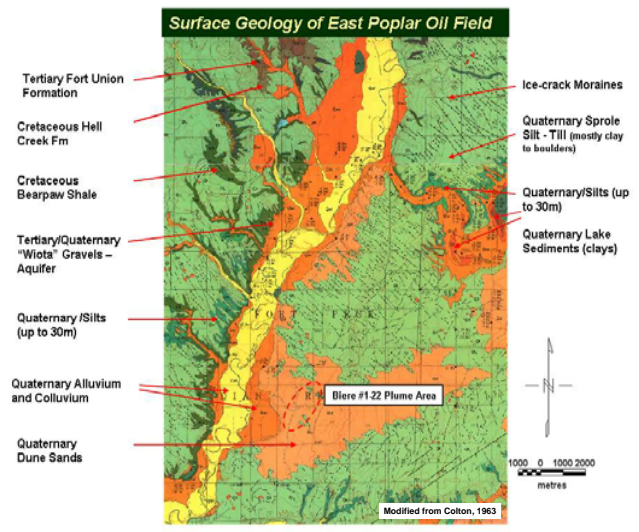 Surface Geology of East Poplar Oil Field
Tertiary Fort Union
Formation
Cretaceous Hell
Creek Fm
Cretaceous
Bearpaw Shale
Tertiary/Quaternary
“Wiota” Gravels –
Aquifer
Quaternary /Silts
(up to 30m)
Quaternary Alluvium
and Colluvium
Quaternary
Dune Sands
Ice-crack Moraines
Quaternary Sprole
Silt - Till (mostly clay
to boulders)
Quaternary/Silts (up
to 30m)
Quaternary Lake
Sediments (clays)
FORT PECK
IAN
Biere #1-22 Plume Area
N
1000 0 1000 2000
metres
Modified from Colton, 1963